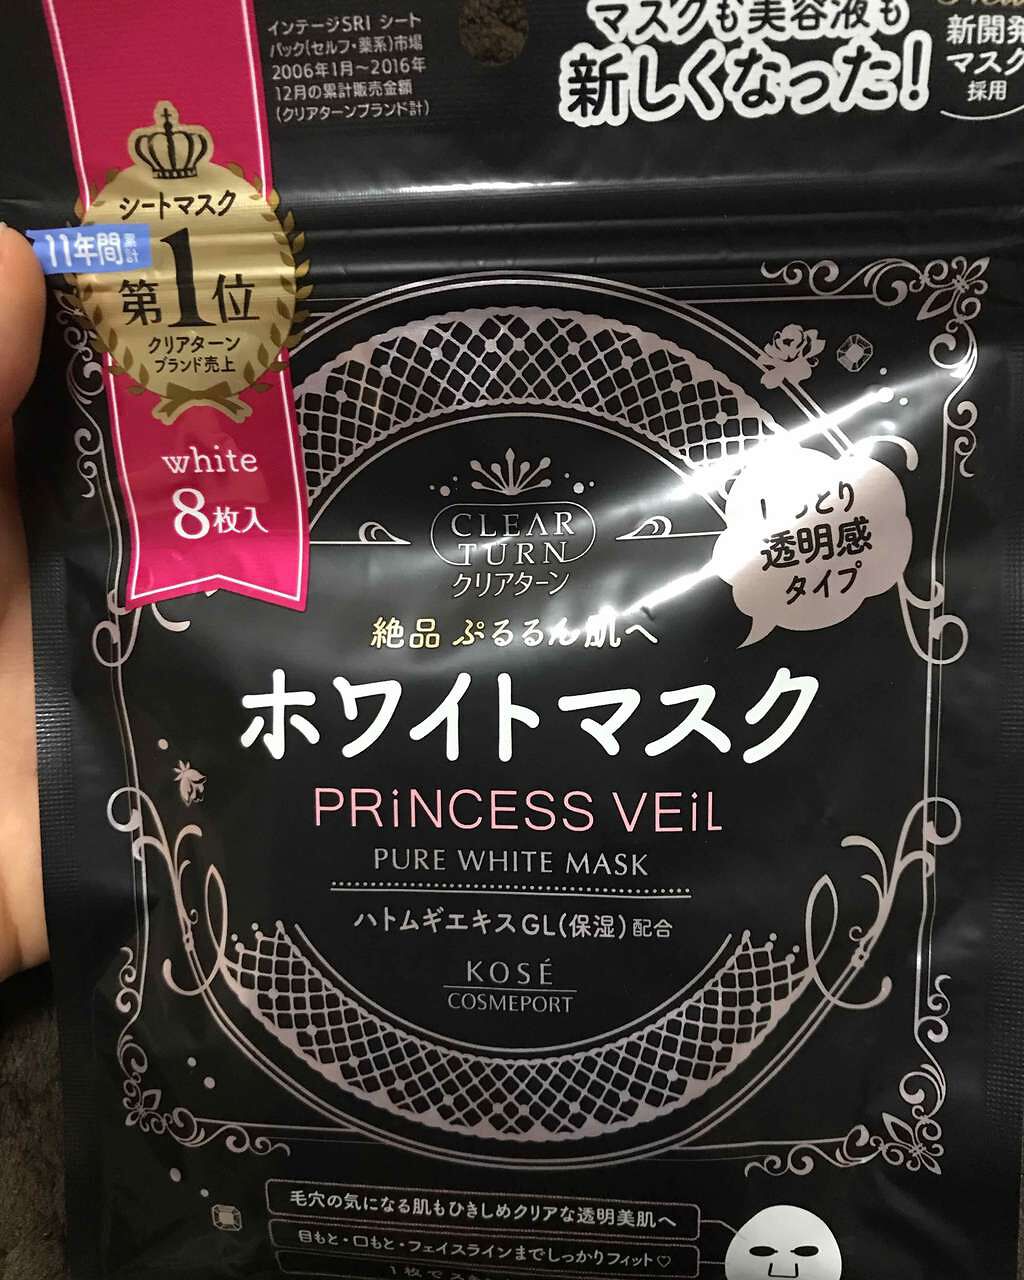 インテージSRI シート
パック(セルフ・薬系)市場
2006年1月～2016年
12月の累計販売金額
(クリアターンブランド計)
マスクも美容液も
新しくなった!
新開発
マスク
採用
シートマスク
11年間累計
第1位
クリアターン
ブランド売上
white
8枚入
CLEAR
TURN
クリアターン
透明感
タイプ
絶品 ぷるるん肌へ
ホワイトマスク
PRiNCESS VEiL
PURE WHITE MASK
ハトムギエキスGL(保湿)配合
KOSÉ
COSMEPORT
毛穴の気になる肌もひきしめクリアな透明美肌へ
目もと・口もと・フェイスラインまでしっかりフィット♡